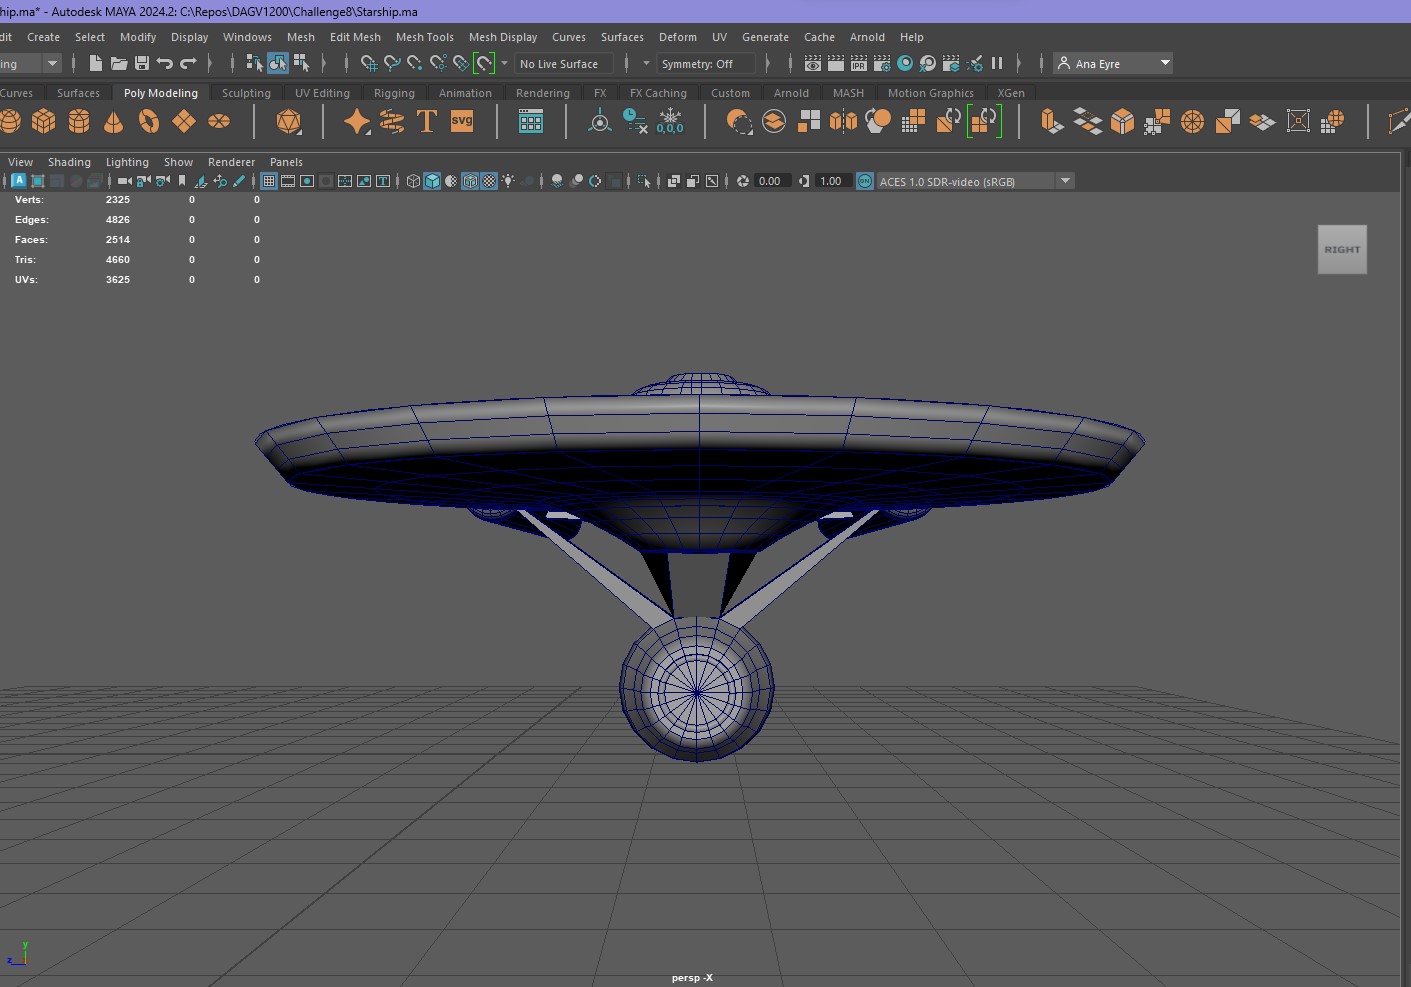 hip.ma* - Autodesk MAYA 2024.2: C:\Repos\DAGV1200\Challenge8\Starship.ma
dit Create Select Modify Display Windows Mesh Edit Mesh Mesh Tools Mesh Display Curves Surfaces Deform UV Generate Cache Arnold Help
ing No Live Surface Symmetry: Off IPR Ana Eyre
Curves Surfaces Poly Modeling Sculpting UV Editing Rigging Animation Rendering FX FX Caching Custom Arnold MASH Motion Graphics XGen
T svg 0,0,0
View Shading Lighting Show Renderer Panels
A T 0.00 1.00 ON ACES 1.0 SDR-video (sRGB)
Verts: 2325 0 0
Edges: 4826 0 0
Faces: 2514 0 0
Tris: 4660 0 0
UVs: 3625 0 0
RIGHT
y
z
persp -X